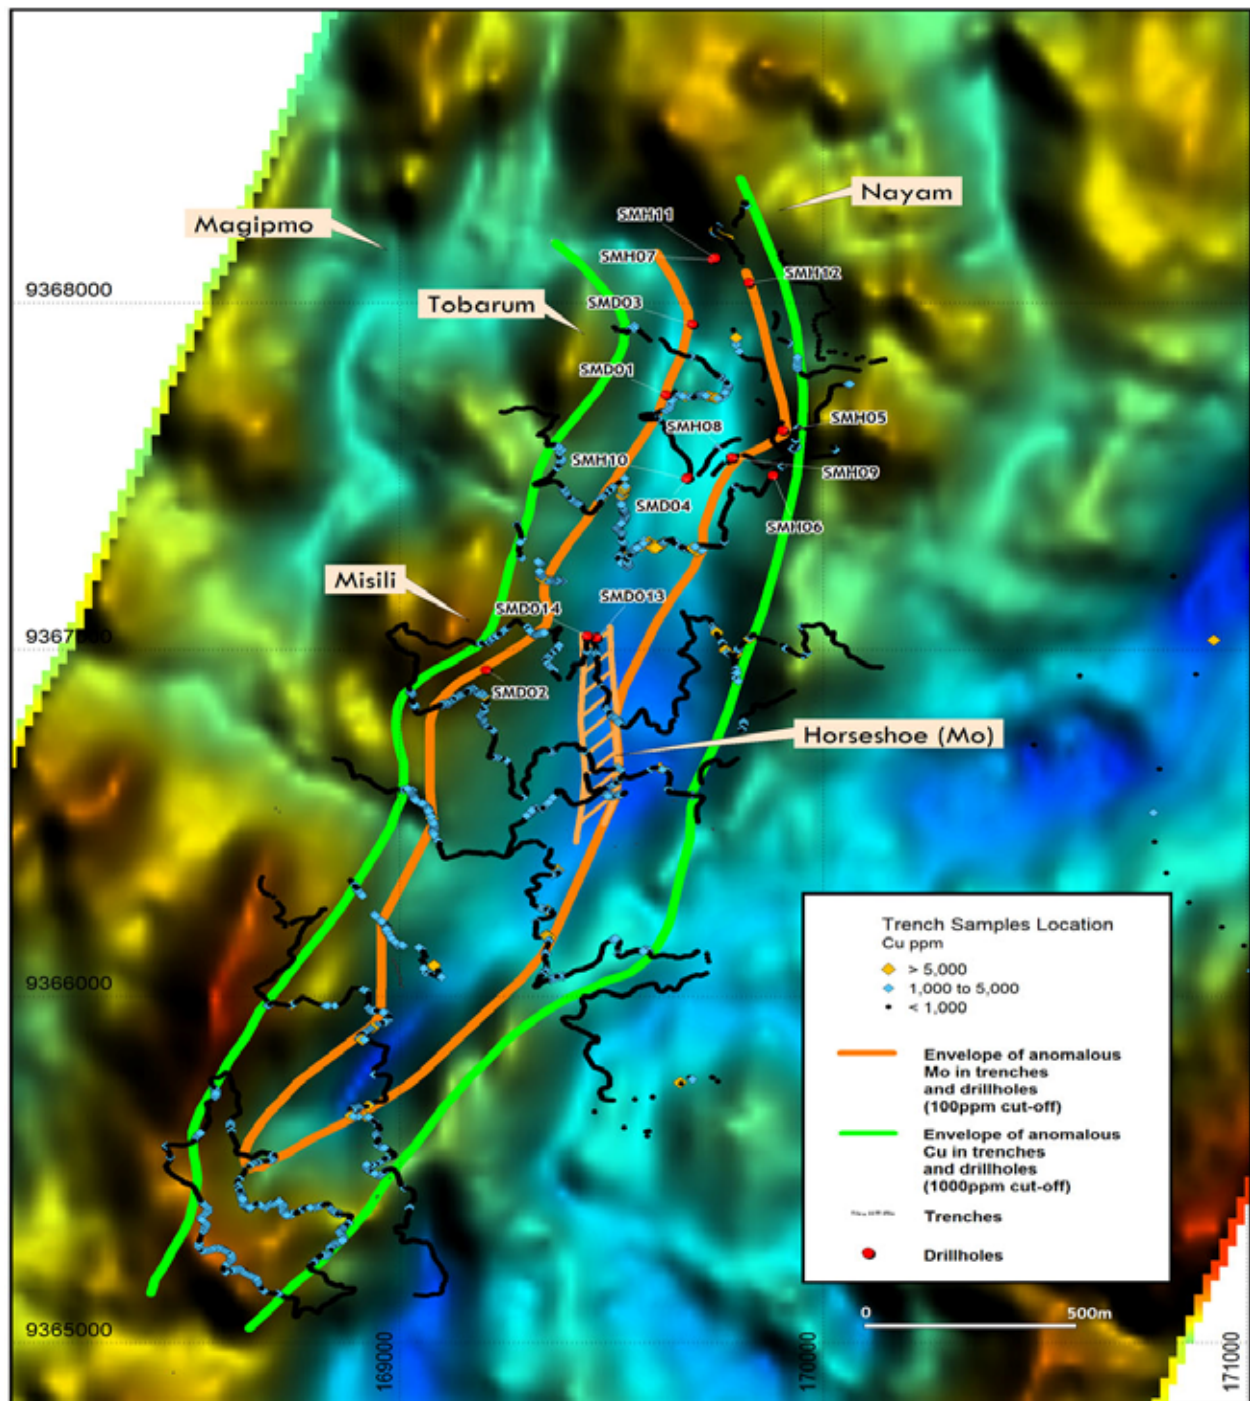 Nayam
SMH11
Magipmo
SMH07
SMH12
9368000
Tobarum
SMD03
SMD01
SMH05
SMH08
SMH10
SMH09
SMD04
SMH06
Misili
SMD014
SMD013
9367000
SMD02
Horseshoe (Mo)
Trench Samples Location
Cu ppm
> 5,000
1,000 to 5,000
< 1,000
9366000
Envelope of anomalous
Mo in trenches
and drillholes
(100ppm cut-off)
Envelope of anomalous
Cu in trenches
and drillholes
(1000ppm cut-off)
Trenches
Drillholes
0 500m
9365000
169000
170000
171000